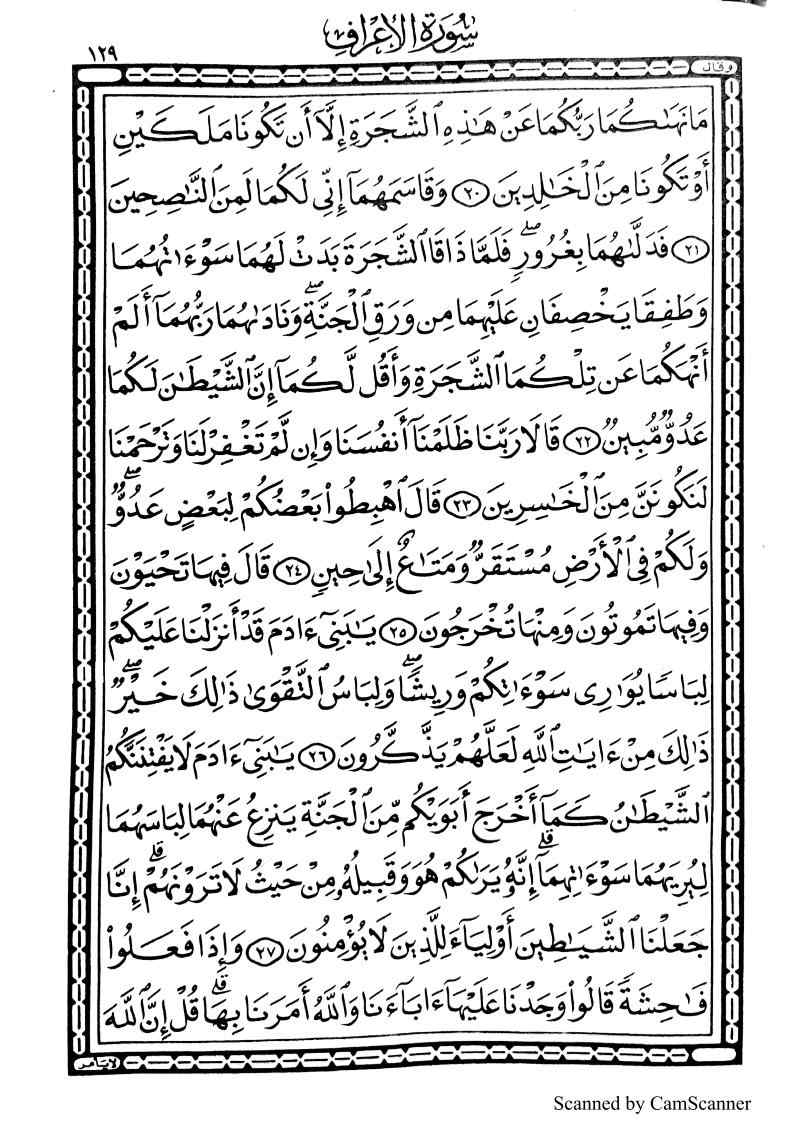 سُورَةُ الْأَعْرَافِ
١٢٩
وقال
مَا نَهَىٰكُمَا رَبُّكُمَا عَنْ هَٰذِهِ ٱلشَّجَرَةِ إِلَّآ أَن تَكُونَا مَلَكَيْنِ
أَوْ تَكُونَا مِنَ ٱلْخَٰلِدِينَ ٢٠ وَقَاسَمَهُمَآ إِنِّي لَكُمَا لَمِنَ ٱلنَّٰصِحِينَ
٢١ فَدَلَّىٰهُمَا بِغُرُورٍ ۖ فَلَمَّا ذَاقَا ٱلشَّجَرَةَ بَدَتْ لَهُمَا سَوْءَٰتُهُمَا
وَطَفِقَا يَخْصِفَانِ عَلَيْهِمَا مِن وَرَقِ ٱلْجَنَّةِ ۖ وَنَادَىٰهُمَا رَبُّهُمَآ أَلَمْ
أَنْهَكُمَا عَن تِلْكُمَا ٱلشَّجَرَةِ وَأَقُل لَّكُمَآ إِنَّ ٱلشَّيْطَٰنَ لَكُمَا
عَدُوٌّ مُّبِينٌ ٢٢ قَالَا رَبَّنَا ظَلَمْنَآ أَنفُسَنَا وَإِن لَّمْ تَغْفِرْ لَنَا وَتَرْحَمْنَا
لَنَكُونَنَّ مِنَ ٱلْخَٰسِرِينَ ٢٣ قَالَ ٱهْبِطُوا۟ بَعْضُكُمْ لِبَعْضٍ عَدُوٌّ ۖ
وَلَكُمْ فِي ٱلْأَرْضِ مُسْتَقَرٌّ وَمَتَٰعٌ إِلَىٰ حِينٍ ٢٤ قَالَ فِيهَا تَحْيَوْنَ
وَفِيهَا تَمُوتُونَ وَمِنْهَا تُخْرَجُونَ ٢٥ يَٰبَنِيٓ ءَادَمَ قَدْ أَنزَلْنَا عَلَيْكُمْ
لِبَاسًا يُوَٰرِي سَوْءَٰتِكُمْ وَرِيشًا ۖ وَلِبَاسُ ٱلتَّقْوَىٰ ذَٰلِكَ خَيْرٌ ۚ
ذَٰلِكَ مِنْ ءَايَٰتِ ٱللَّهِ لَعَلَّهُمْ يَذَّكَّرُونَ ٢٦ يَٰبَنِيٓ ءَادَمَ لَا يَفْتِنَنَّكُمُ
ٱلشَّيْطَٰنُ كَمَآ أَخْرَجَ أَبَوَيْكُم مِّنَ ٱلْجَنَّةِ يَنزِعُ عَنْهُمَا لِبَاسَهُمَا
لِيُرِيَهُمَا سَوْءَٰتِهِمَآ ۗ إِنَّهُۥ يَرَىٰكُمْ هُوَ وَقَبِيلُهُۥ مِنْ حَيْثُ لَا تَرَوْنَهُمْ ۗ إِنَّا
جَعَلْنَا ٱلشَّيَٰطِينَ أَوْلِيَآءَ لِلَّذِينَ لَا يُؤْمِنُونَ ٢٧ وَإِذَا فَعَلُوا۟
فَٰحِشَةً قَالُوا۟ وَجَدْنَا عَلَيْهَآ ءَابَآءَنَا وَٱللَّهُ أَمَرَنَا بِهَا ۗ قُلْ إِنَّ ٱللَّهَ
لايامر
Scanned by CamScanner